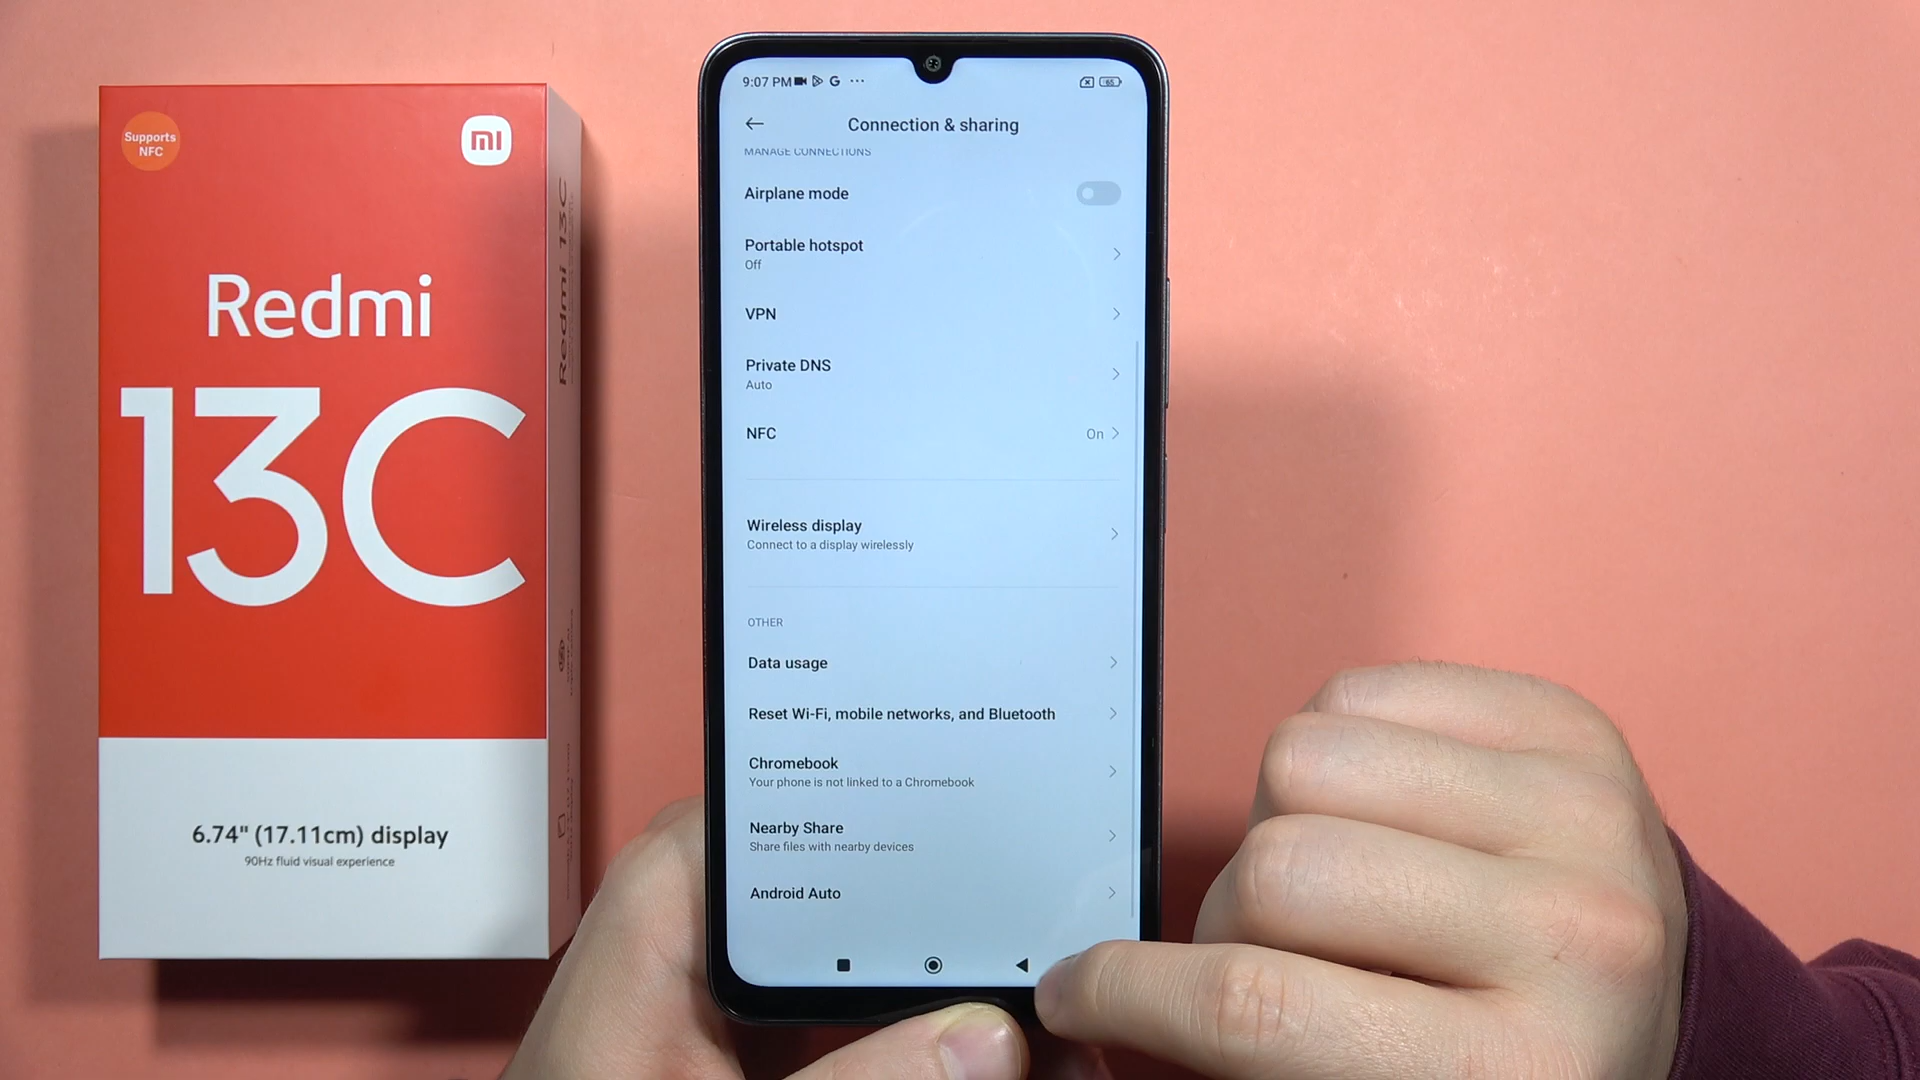 Supports
NFC
Redmi
13C
6.74" (17.11cm) display
90Hz fluid visual experience
Redmi 13C
9:07 PM
65
Connection & sharing
MANAGE CONNECTIONS
Airplane mode
Portable hotspot
Off
VPN
Private DNS
Auto
NFC
On
Wireless display
Connect to a display wirelessly
OTHER
Data usage
Reset Wi-Fi, mobile networks, and Bluetooth
Chromebook
Your phone is not linked to a Chromebook
Nearby Share
Share files with nearby devices
Android Auto